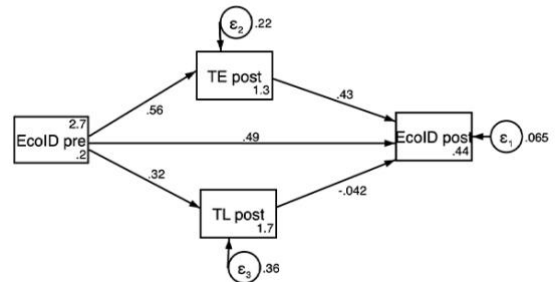 ε2 .22
TE post
1.3
.56
.43
2.7
EcoID pre
.2
.49
EcoID post
.44
ε1 .065
.32
-.042
TL post
1.7
ε3 .36